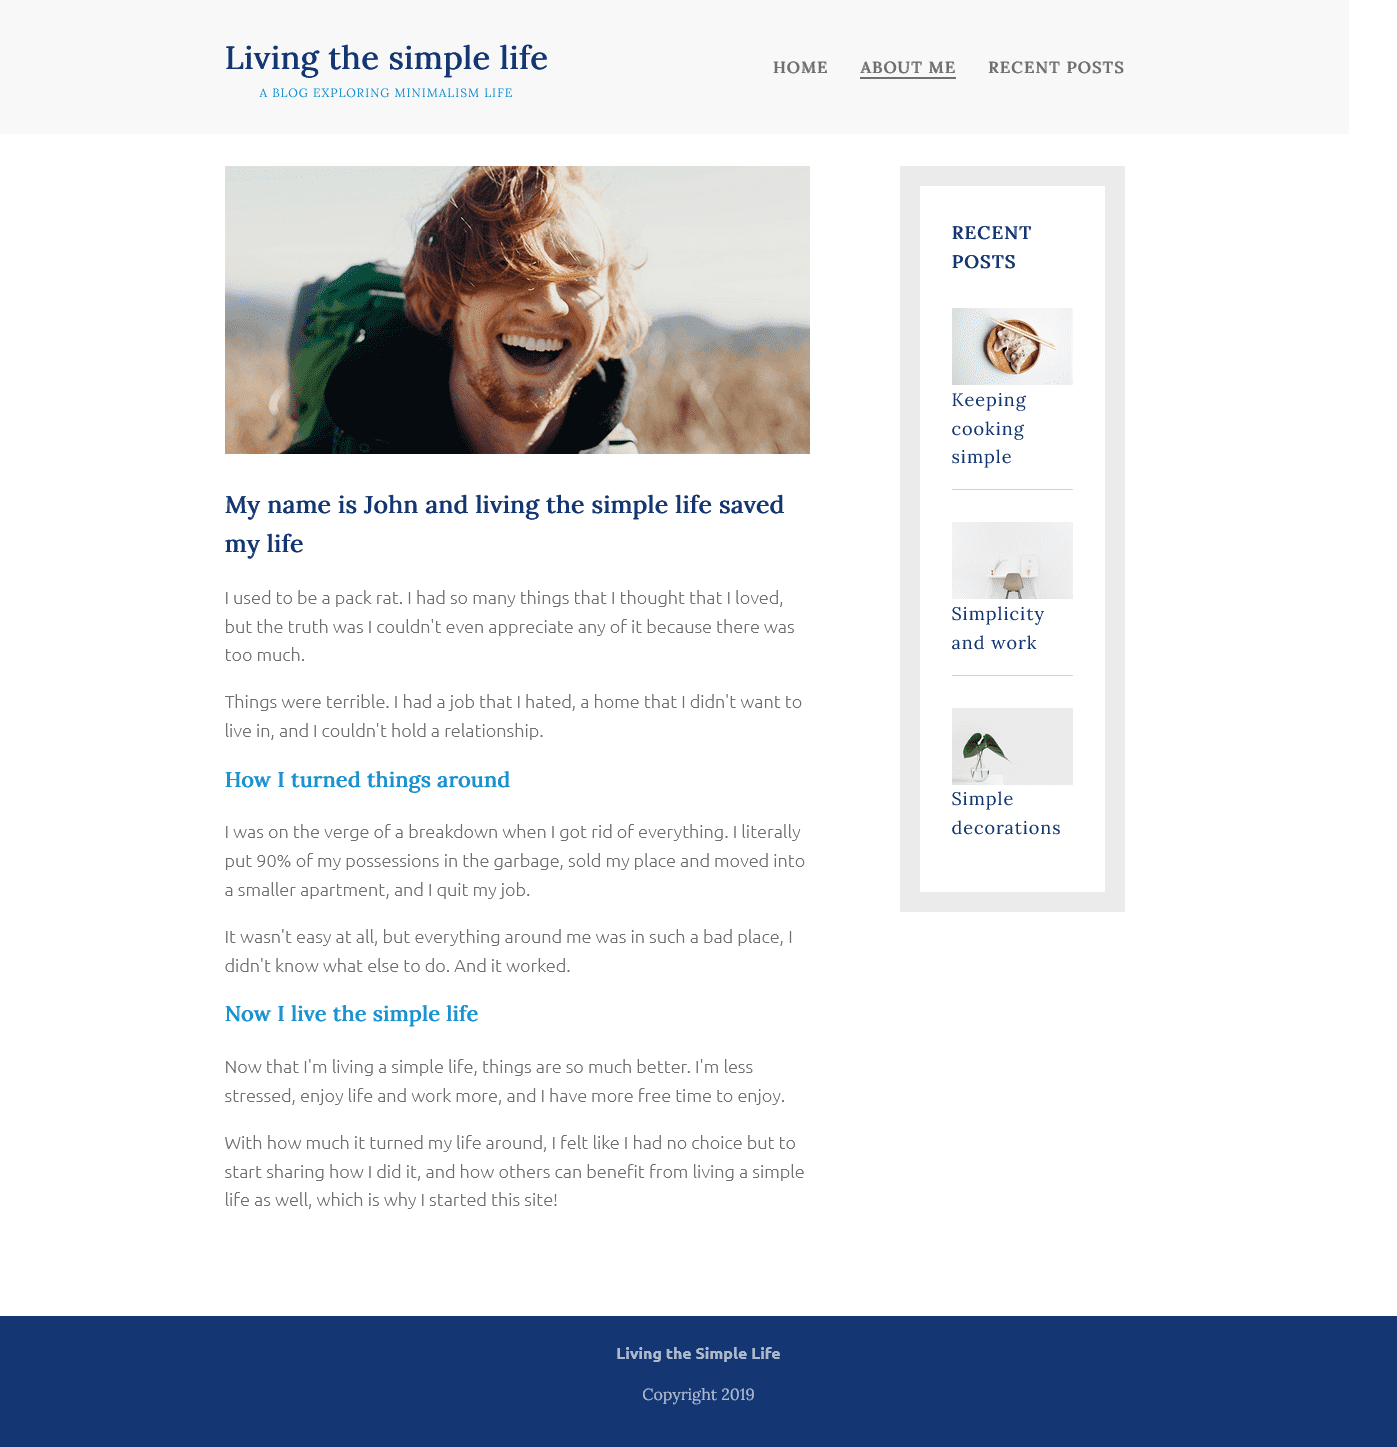 Living the simple life
A BLOG EXPLORING MINIMALISM LIFE
HOME ABOUT ME RECENT POSTS
My name is John and living the simple life saved
my life
I used to be a pack rat. I had so many things that I thought that I loved,
but the truth was I couldn't even appreciate any of it because there was
too much.
Things were terrible. I had a job that I hated, a home that I didn't want to
live in, and I couldn't hold a relationship.
How I turned things around
I was on the verge of a breakdown when I got rid of everything. I literally
put 90% of my possessions in the garbage, sold my place and moved into
a smaller apartment, and I quit my job.
It wasn't easy at all, but everything around me was in such a bad place, I
didn't know what else to do. And it worked.
Now I live the simple life
Now that I'm living a simple life, things are so much better. I'm less
stressed, enjoy life and work more, and I have more free time to enjoy.
With how much it turned my life around, I felt like I had no choice but to
start sharing how I did it, and how others can benefit from living a simple
life as well, which is why I started this site!
RECENT
POSTS
Keeping
cooking
simple
Simplicity
and work
Simple
decorations
Living the Simple Life
Copyright 2019